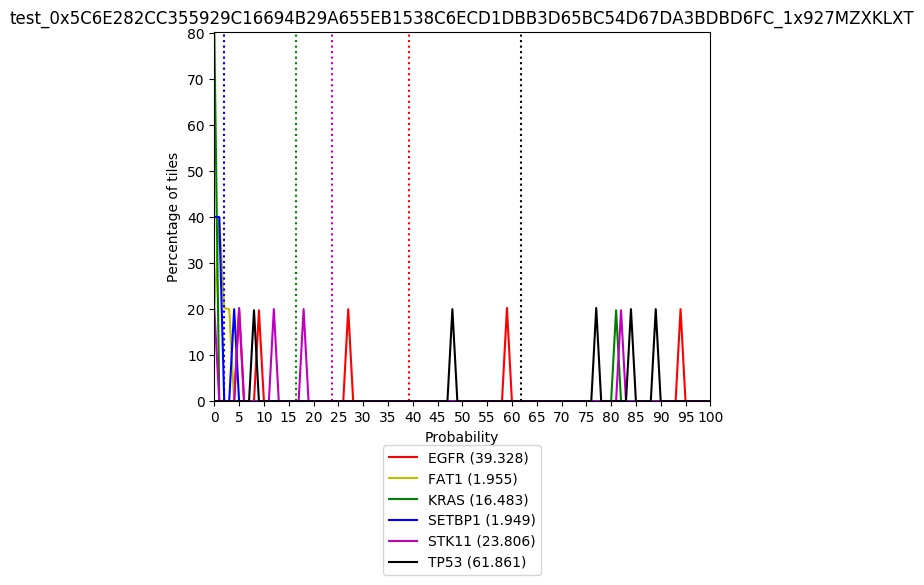 test_0x5C6E282CC355929C16694B29A655EB1538C6ECD1DBB3D65BC54D67DA3BDBD6FC_1x927MZXKLXT
80
70
60
50
40
30
20
10
0
Percentage of tiles
0 5 10 15 20 25 30 35 40 45 50 55 60 65 70 75 80 85 90 95 100
Probability
EGFR (39.328)
FAT1 (1.955)
KRAS (16.483)
SETBP1 (1.949)
STK11 (23.806)
TP53 (61.861)